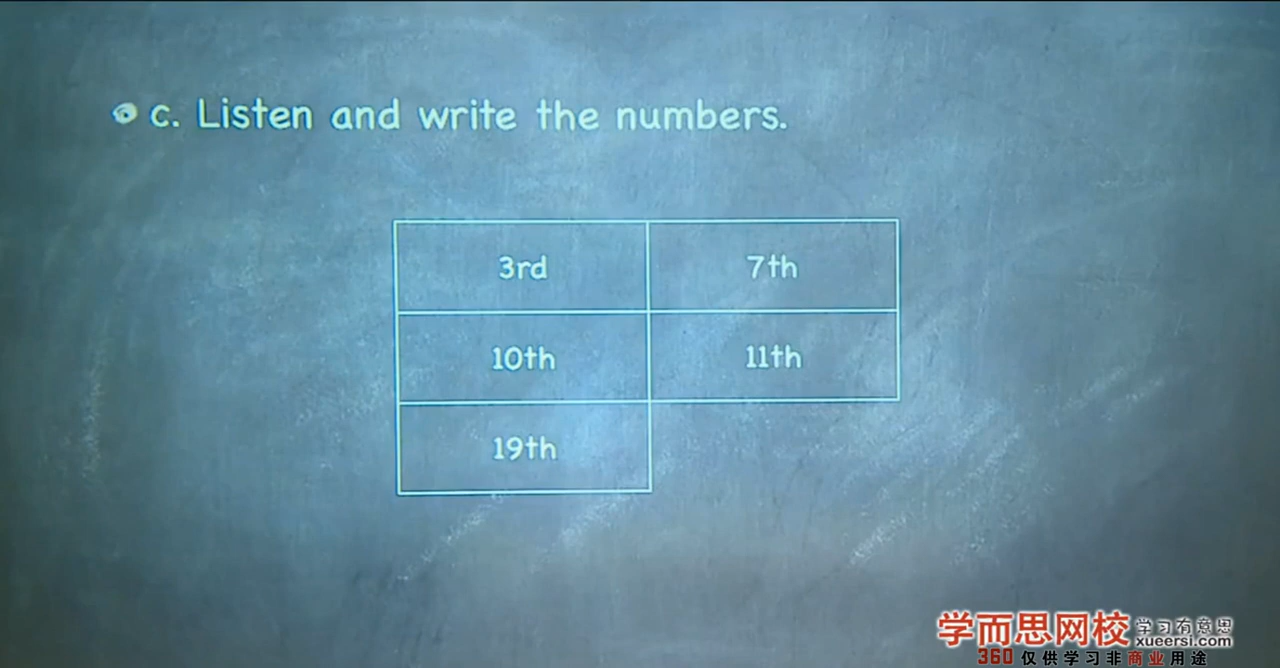 c. Listen and write the numbers.
3rd 7th
10th 11th
19th
学而思网校 学习有意思
xueersi.com
360 仅供学习非商业用途